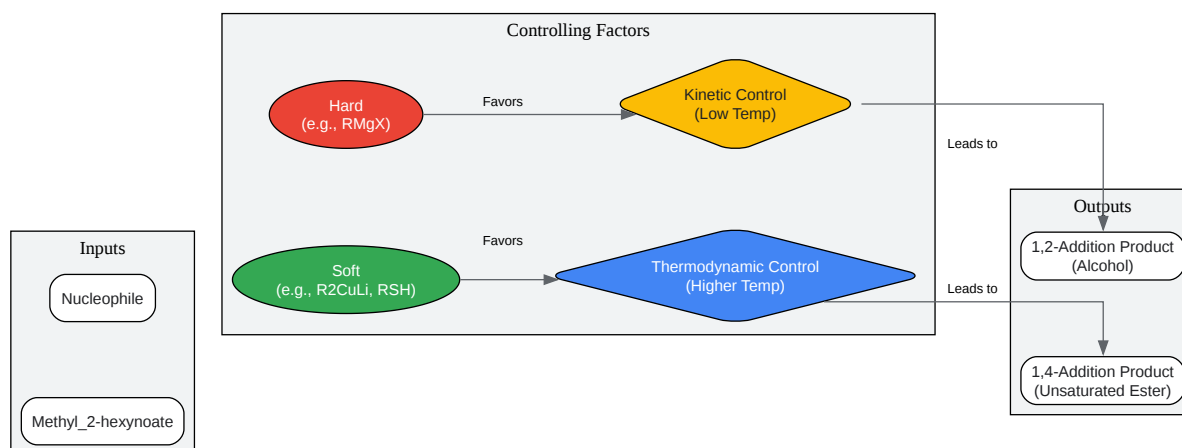 Controlling Factors
Hard
(e.g., RMgX)
Favors
Kinetic Control
(Low Temp)
Leads to
Soft
(e.g., R2CuLi, RSH)
Favors
Thermodynamic Control
(Higher Temp)
Leads to
Inputs
Nucleophile
Methyl_2-hexynoate
Outputs
1,2-Addition Product
(Alcohol)
1,4-Addition Product
(Unsaturated Ester)